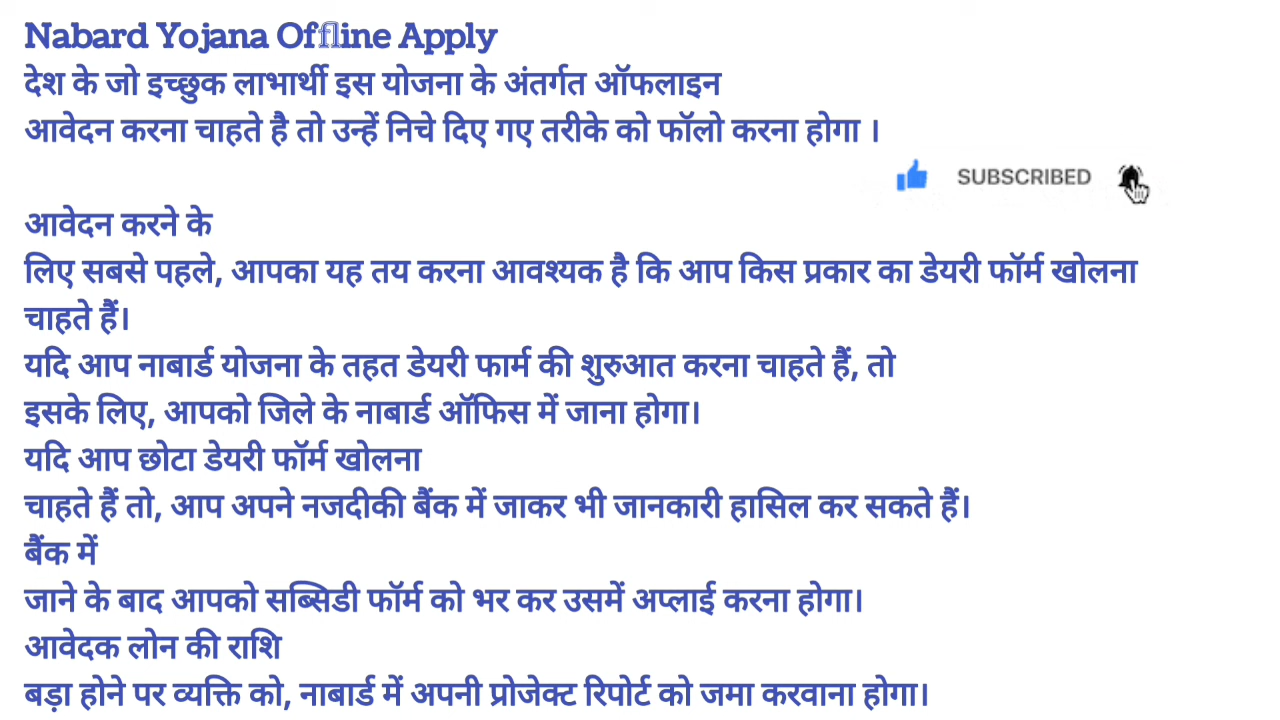 Nabard Yojana Offline Apply
देश के जो इच्छुक लाभार्थी इस योजना के अंतर्गत ऑफलाइन
आवेदन करना चाहते है तो उन्हें निचे दिए गए तरीके को फॉलो करना होगा ।
SUBSCRIBED
आवेदन करने के
लिए सबसे पहले, आपका यह तय करना आवश्यक है कि आप किस प्रकार का डेयरी फॉर्म खोलना
चाहते हैं।
यदि आप नाबार्ड योजना के तहत डेयरी फार्म की शुरुआत करना चाहते हैं, तो
इसके लिए, आपको जिले के नाबार्ड ऑफिस में जाना होगा।
यदि आप छोटा डेयरी फॉर्म खोलना
चाहते हैं तो, आप अपने नजदीकी बैंक में जाकर भी जानकारी हासिल कर सकते हैं।
बैंक में
जाने के बाद आपको सब्सिडी फॉर्म को भर कर उसमें अप्लाई करना होगा।
आवेदक लोन की राशि
बड़ा होने पर व्यक्ति को, नाबार्ड में अपनी प्रोजेक्ट रिपोर्ट को जमा करवाना होगा।